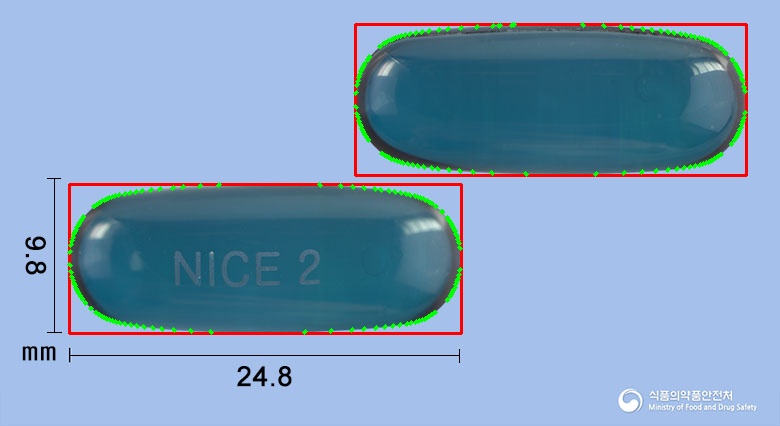 NICE 2
9.8
mm
24.8
식품의약품안전처
Ministry of Food and Drug Safety